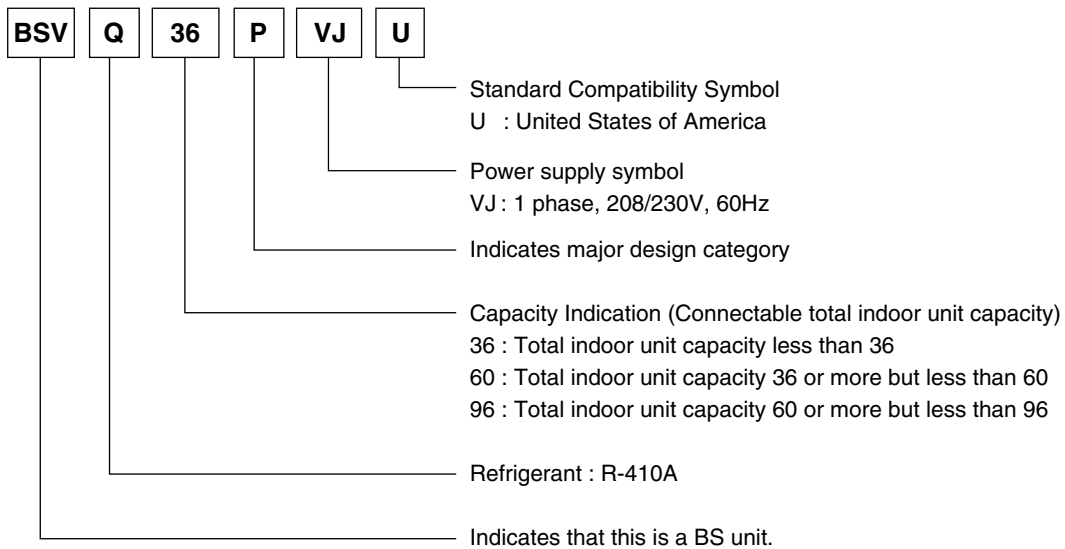 BSV Q 36 P VJ U
Standard Compatibility Symbol
U : United States of America
Power supply symbol
VJ : 1 phase, 208/230V, 60Hz
Indicates major design category
Capacity Indication (Connectable total indoor unit capacity)
36 : Total indoor unit capacity less than 36
60 : Total indoor unit capacity 36 or more but less than 60
96 : Total indoor unit capacity 60 or more but less than 96
Refrigerant : R-410A
Indicates that this is a BS unit.